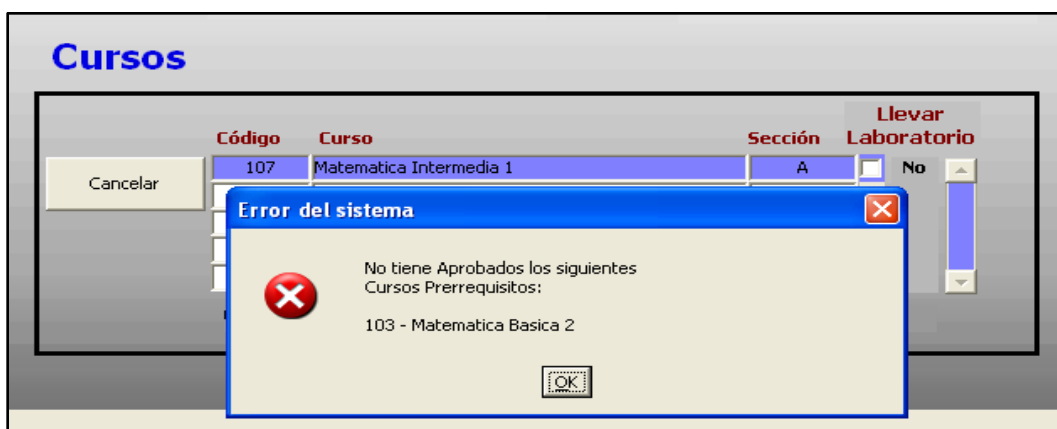 Cursos
Llevar
Código Curso Sección Laboratorio
Cancelar 107 Matematica Intermedia 1 A No
Error del sistema
No tiene Aprobados los siguientes
Cursos Prerrequisitos:
103 - Matematica Basica 2
OK